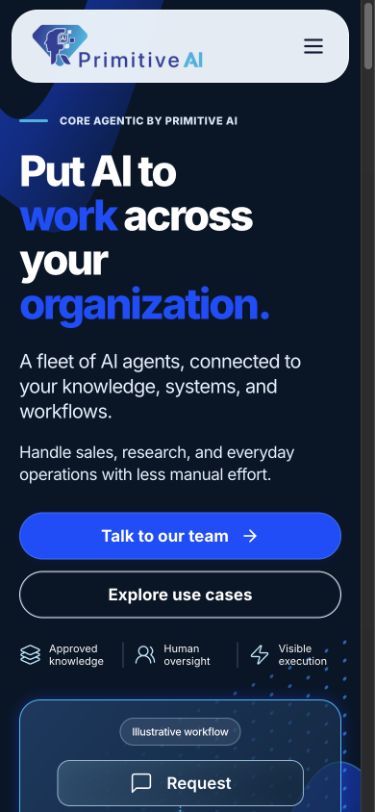 Primitive AI
CORE AGENTIC BY PRIMITIVE AI
Put AI to
work across
your
organization.
A fleet of AI agents, connected to
your knowledge, systems, and
workflows.
Handle sales, research, and everyday
operations with less manual effort.
Talk to our team
Explore use cases
Approved
knowledge
Human
oversight
Visible
execution
Illustrative workflow
Request